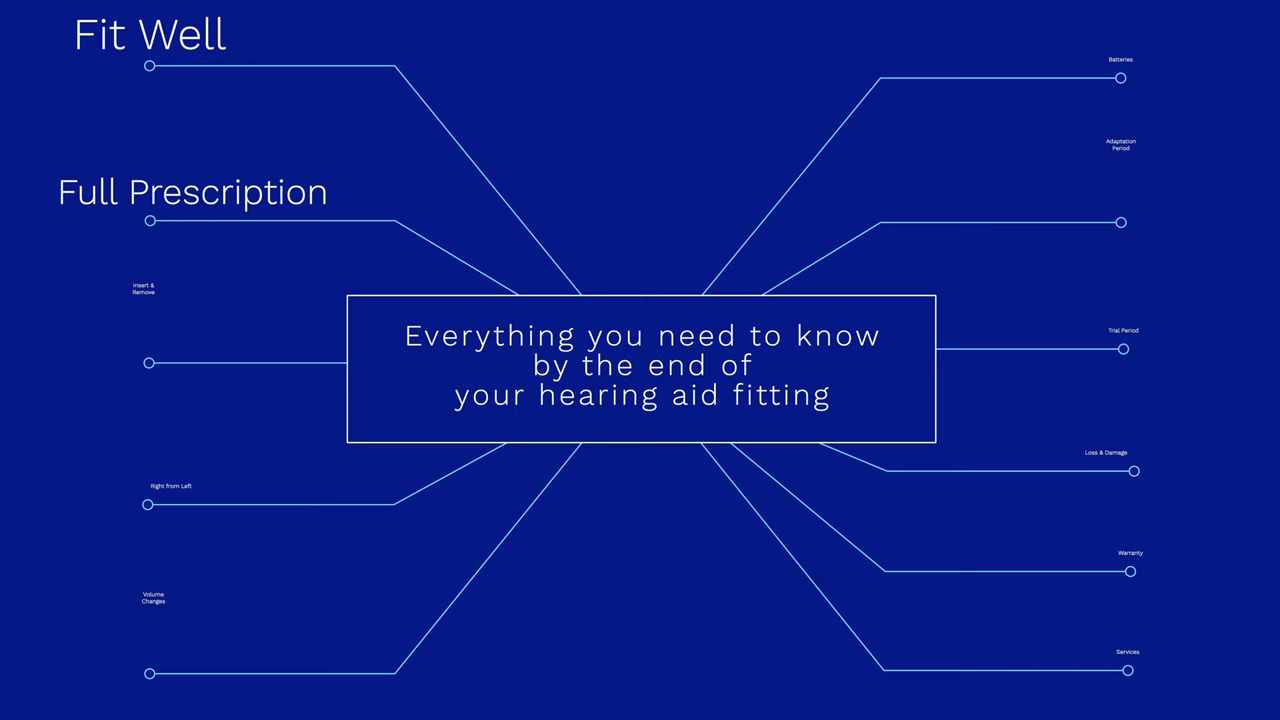 Fit Well
Full Prescription
Insert &
Remove
Right from Left
Volume
Changes
Everything you need to know
by the end of
your hearing aid fitting
Batteries
Adaptation
Period
Trial Period
Loss & Damage
Warranty
Services